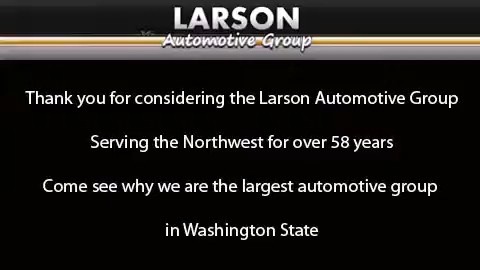 LARSON
Automotive Group
Thank you for considering the Larson Automotive Group
Serving the Northwest for over 58 years
Come see why we are the largest automotive group
in Washington State